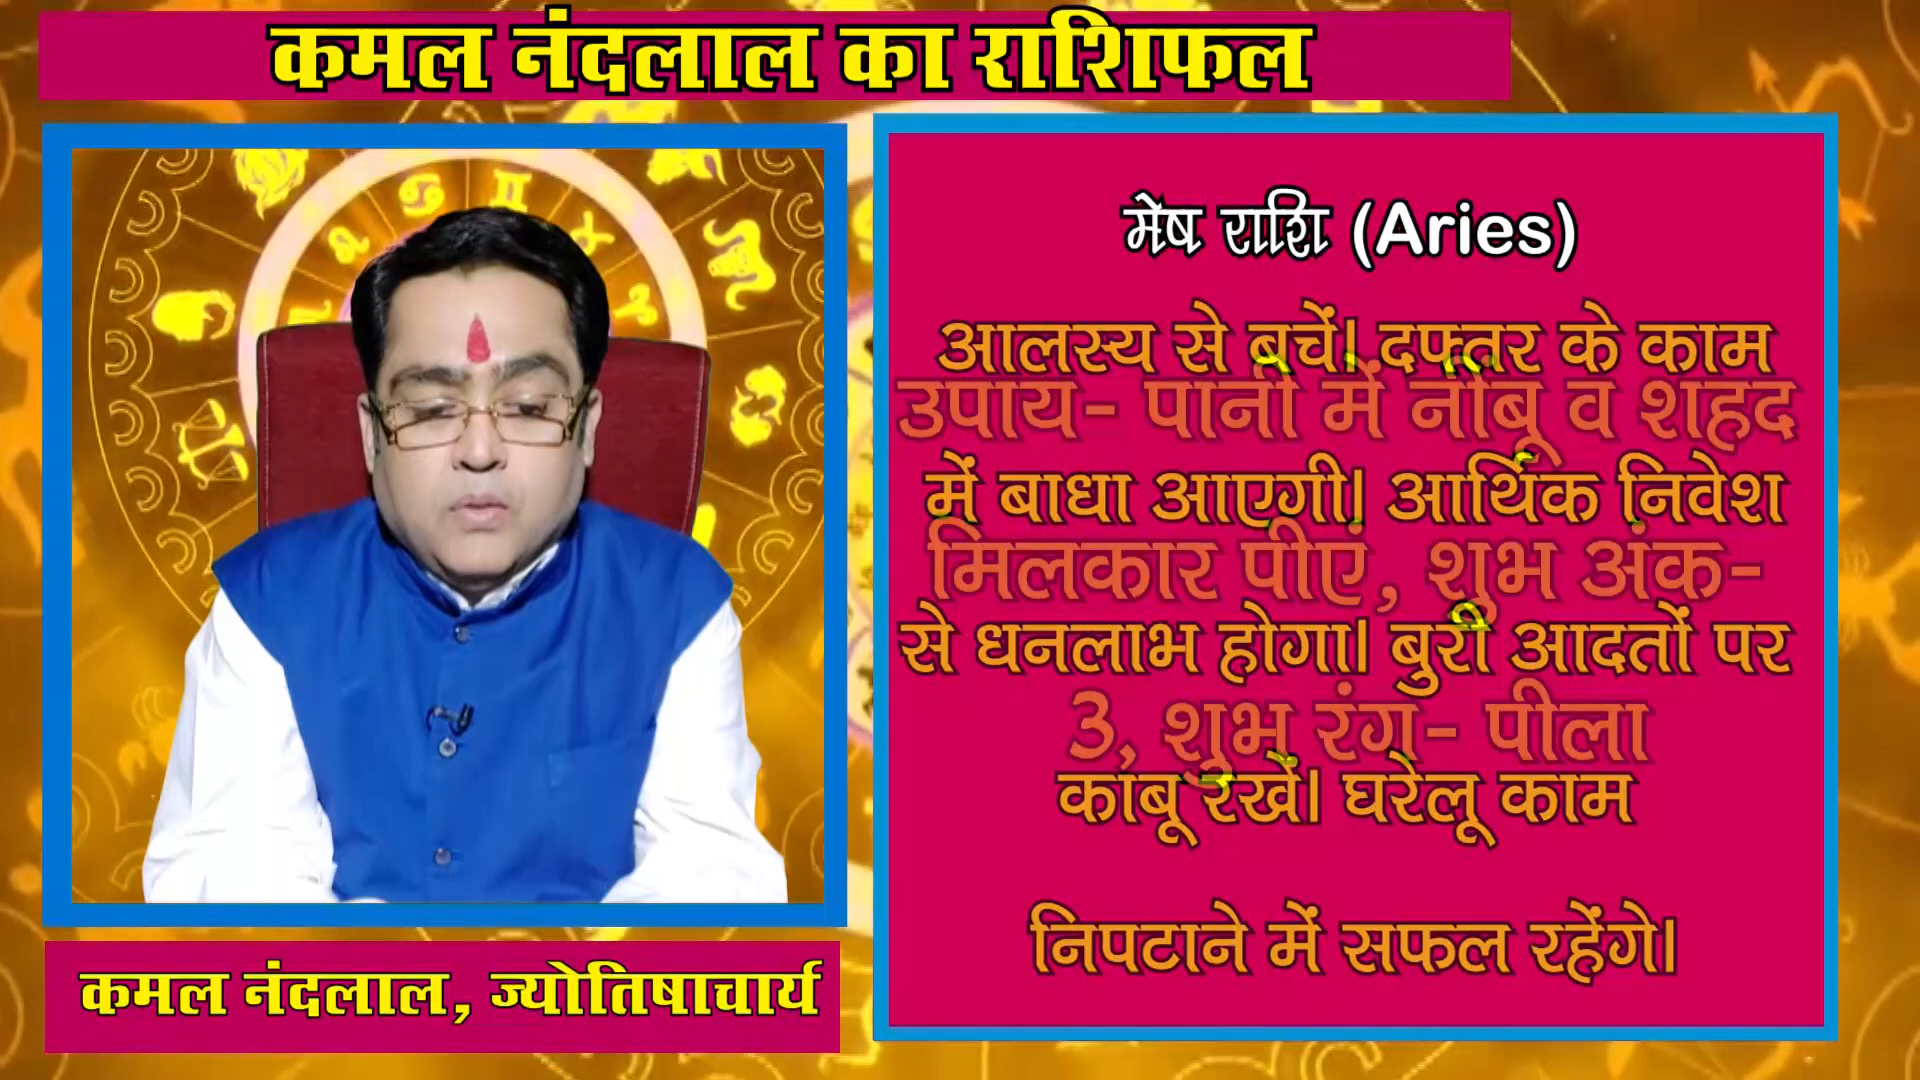 कमल नंदलाल का राशिफल
मेष राशि (Aries)
आलस्य से बचें। दफ्तर के काम
उपाय- पानी में नींबू व शहद
में बाधा आएगी। आर्थिक निवेश
मिलकार पीएं, शुभ अंक-
से धनलाभ होगा। बुरी आदतों पर
3, शुभ रंग- पीला
काबू रखें। घरेलू काम
निपटाने में सफल रहेंगे।
कमल नंदलाल, ज्योतिषाचार्य